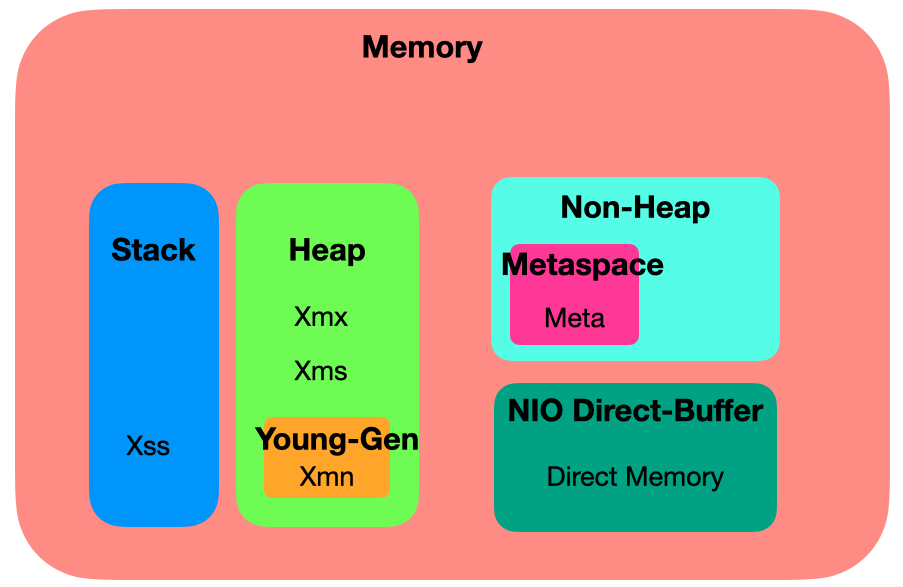 Memory
Stack
Xss
Heap
Xmx
Xms
Young-Gen
Xmn
Non-Heap
Metaspace
Meta
NIO Direct-Buffer
Direct Memory